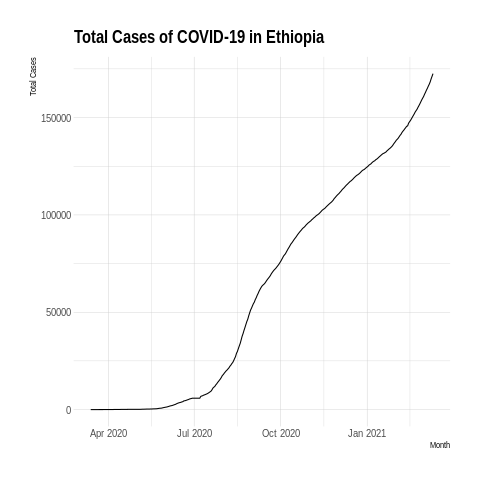 Total Cases of COVID-19 in Ethiopia
Total Cases
150000
100000
50000
0
Apr 2020 Jul 2020 Oct 2020 Jan 2021
Month